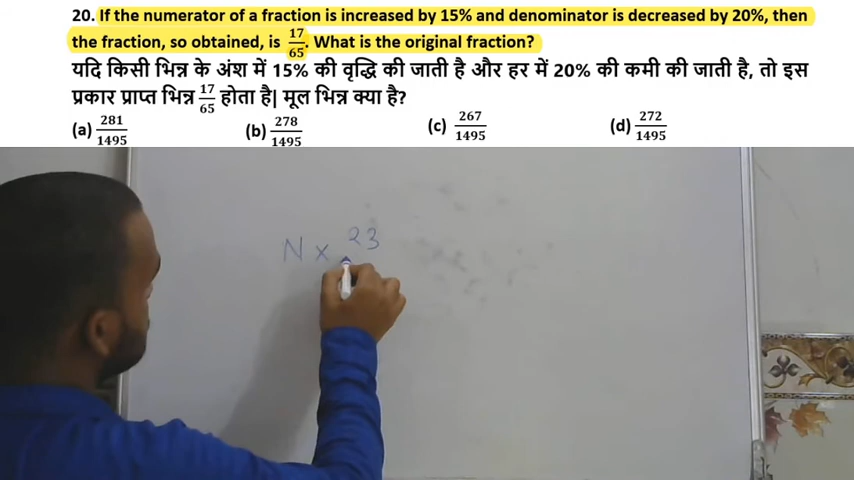 20. If the numerator of a fraction is increased by 15% and denominator is decreased by 20%, then
the fraction, so obtained, is 17/65. What is the original fraction?
यदि किसी भिन्न के अंश में 15% की वृद्धि की जाती है और हर में 20% की कमी की जाती है, तो इस
प्रकार प्राप्त भिन्न 17/65 होता है| मूल भिन्न क्या है?
(a) 281/1495 (b) 278/1495 (c) 267/1495 (d) 272/1495
N × 23